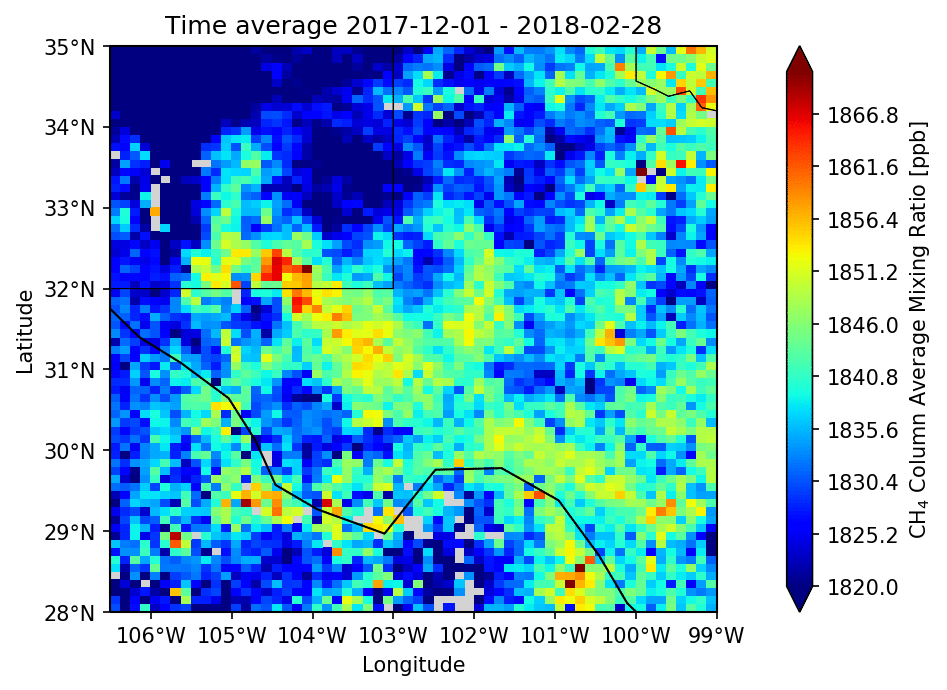 Time average 2017-12-01 - 2018-02-28
35°N
34°N
33°N
32°N
31°N
30°N
29°N
28°N
Latitude
106°W 105°W 104°W 103°W 102°W 101°W 100°W 99°W
Longitude
1866.8
1861.6
1856.4
1851.2
1846.0
1840.8
1835.6
1830.4
1825.2
1820.0
CH₄ Column Average Mixing Ratio [ppb]